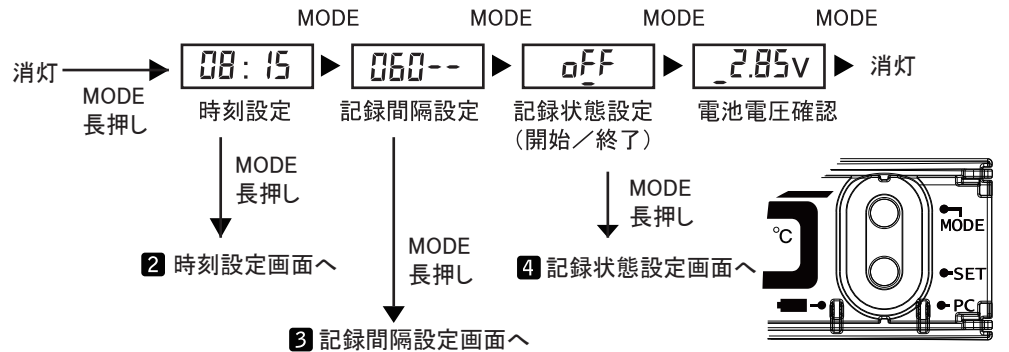 MODE MODE MODE MODE
消灯 08:15 060-- oFF _2.85V 消灯
MODE
長押し
時刻設定 記録間隔設定 記録状態設定 電池電圧確認
(開始／終了)
MODE
長押し
MODE
長押し
MODE
長押し
2 時刻設定画面へ
4 記録状態設定画面へ
3 記録間隔設定画面へ
℃
MODE
SET
PC